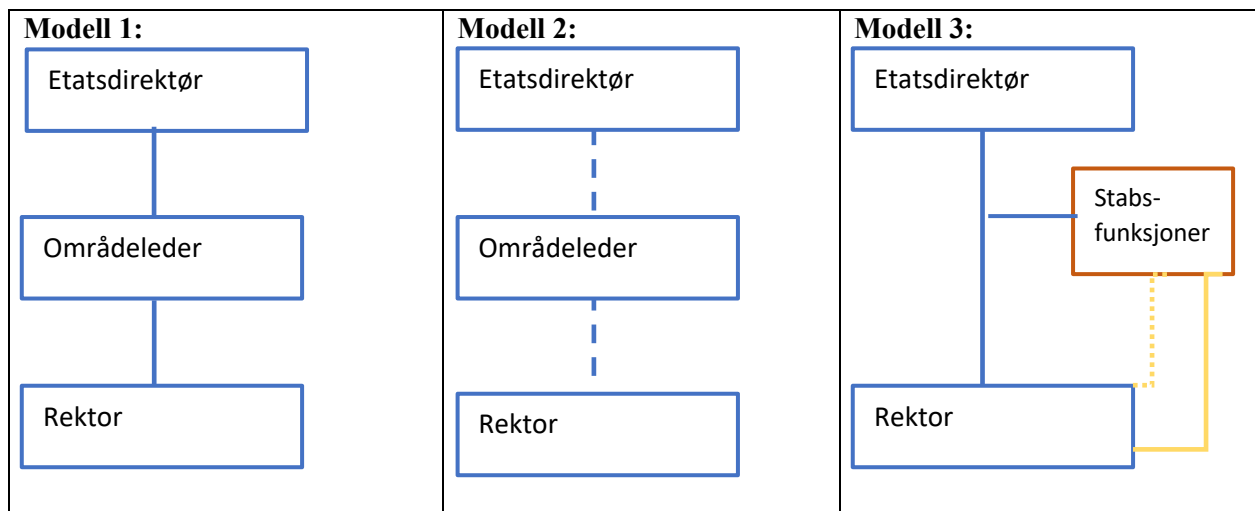 Modell 1:
Etatsdirektør
Områdeleder
Rektor
Modell 2:
Etatsdirektør
Områdeleder
Rektor
Modell 3:
Etatsdirektør
Stabs-
funksjoner
Rektor